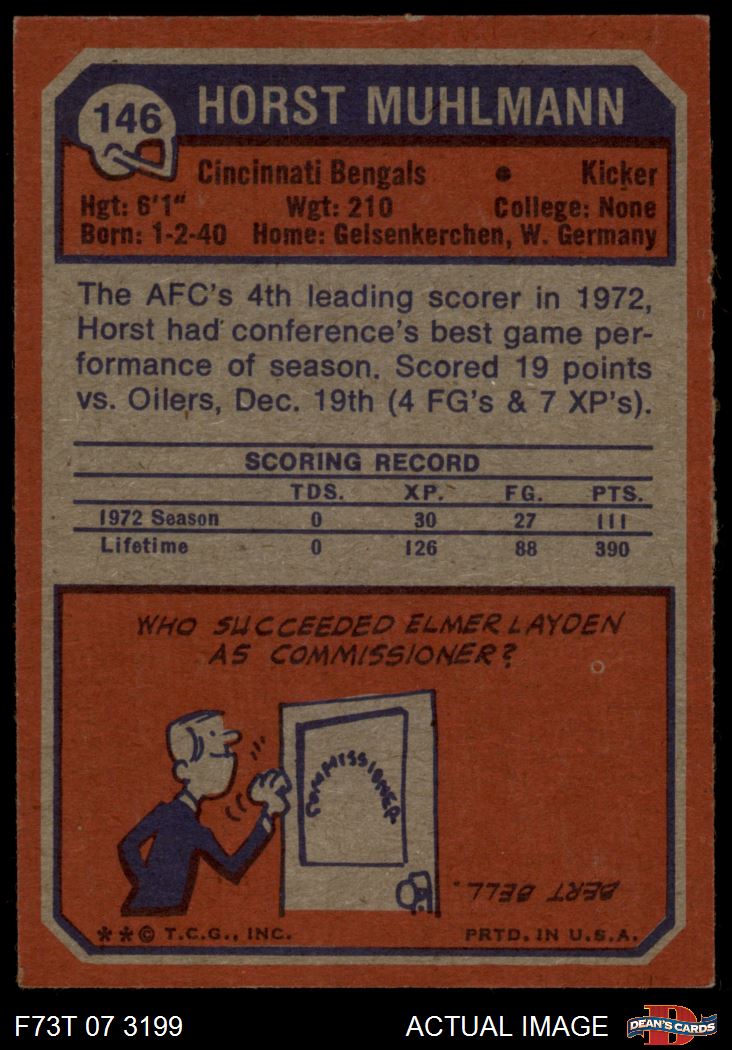 146
HORST MUHLMANN
Cincinnati Bengals • Kicker
Hgt: 6'1" Wgt: 210 College: None
Born: 1-2-40 Home: Gelsenkerchen, W. Germany
The AFC's 4th leading scorer in 1972,
Horst had conference's best game per-
formance of season. Scored 19 points
vs. Oilers, Dec. 19th (4 FG's & 7 XP's).
SCORING RECORD
TDS. XP. FG. PTS.
1972 Season 0 30 27 111
Lifetime 0 126 88 390
WHO SUCCEEDED ELMER LAYDEN
AS COMMISSIONER?
COMMISSIONER
BERT BELL.
**© T.C.G., INC. PRTD. IN U.S.A.
F73T 07 3199 ACTUAL IMAGE
D
DEAN'S CARDS